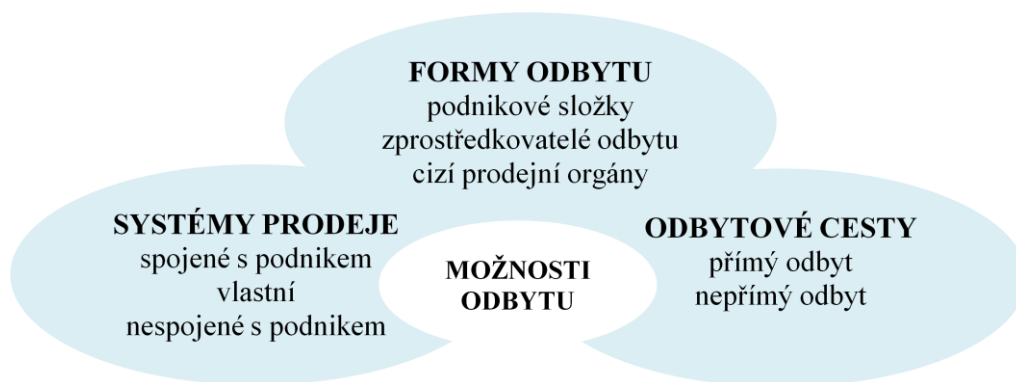 FORMY ODBYTU
podnikové složky
zprostředkovatelé odbytu
cizí prodejní orgány
SYSTÉMY PRODEJE
spojené s podnikem
vlastní
nespojené s podnikem
MOŽNOSTI
ODBYTU
ODBYTOVÉ CESTY
přímý odbyt
nepřímý odbyt